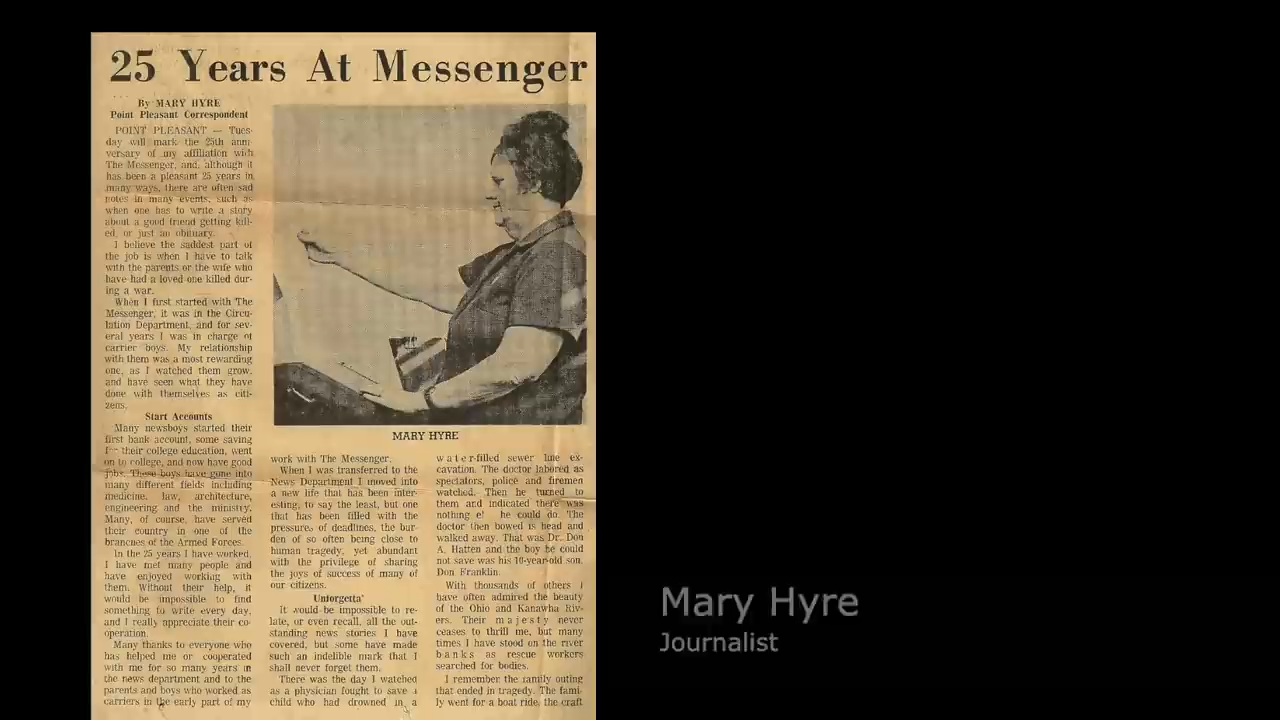 25 Years At Messenger
By MARY HYRE
Point Pleasant Correspondent
POINT PLEASANT — Tues-
day will mark the 25th anni
versary of my affiliation with
The Messenger, and, although it
has been a pleasant 25 years in
many ways, there are often sad
notes in many events, such as
when one has to write a story
about a good friend getting kill-
ed, or just an obituary.
I believe the saddest part of
the job is when I have to talk
with the parents or the wife who
have had a loved one killed dur-
ing a war.
When I first started with The
Messenger, it was in the Circu-
lation Department, and for sev-
eral years I was in charge of
carrier boys. My relationship
with them was a most rewarding
one, as I watched them grow,
and have seen what they have
done with themselves as citi-
zens.
Start Accounts
Many newsboys started their
first bank account, some saving
for their college education, went
on to college, and now have good
jobs. These boys have gone into
many different fields including
medicine, law, architecture,
engineering and the ministry.
Many, of course, have served
their country in one of the
branches of the Armed Forces.
In the 25 years I have worked,
I have met many people and
have enjoyed working with
them. Without their help, it
would be impossible to find
something to write every day,
and I really appreciate their co-
operation.
Many thanks to everyone who
has helped me or cooperated
with me for so many years in
the news department and to the
parents and boys who worked as
carriers in the early part of my
MARY HYRE
work with The Messenger.
When I was transferred to the
News Department I moved into
a new life that has been inter-
esting, to say the least, but one
that has been filled with the
pressures of deadlines, the bur-
den of so often being close to
human tragedy, yet abundant
with the privilege of sharing
the joys of success of many of
our citizens.
Unforgetta'
It would be impossible to re-
late, or even recall, all the out-
standing news stories I have
covered, but some have made
such an indelible mark that I
shall never forget them.
There was the day I watched
as a physician fought to save a
child who had drowned in a
water-filled sewer line ex-
cavation. The doctor labored as
spectators, police and firemen
watched. Then he turned to
them and indicated there was
nothing el he could do. The
doctor then bowed is head and
walked away. That was Dr. Don
A. Hatten and the boy he could
not save was his 10-year-old son,
Don Franklin.
With thousands of others I
have often admired the beauty
of the Ohio and Kanawha Riv-
ers. Their majesty never
ceases to thrill me, but many
times I have stood on the river
banks as rescue workers
searched for bodies.
I remember the family outing
that ended in tragedy. The fami-
ly went for a boat ride, the craft
Mary Hyre
Journalist